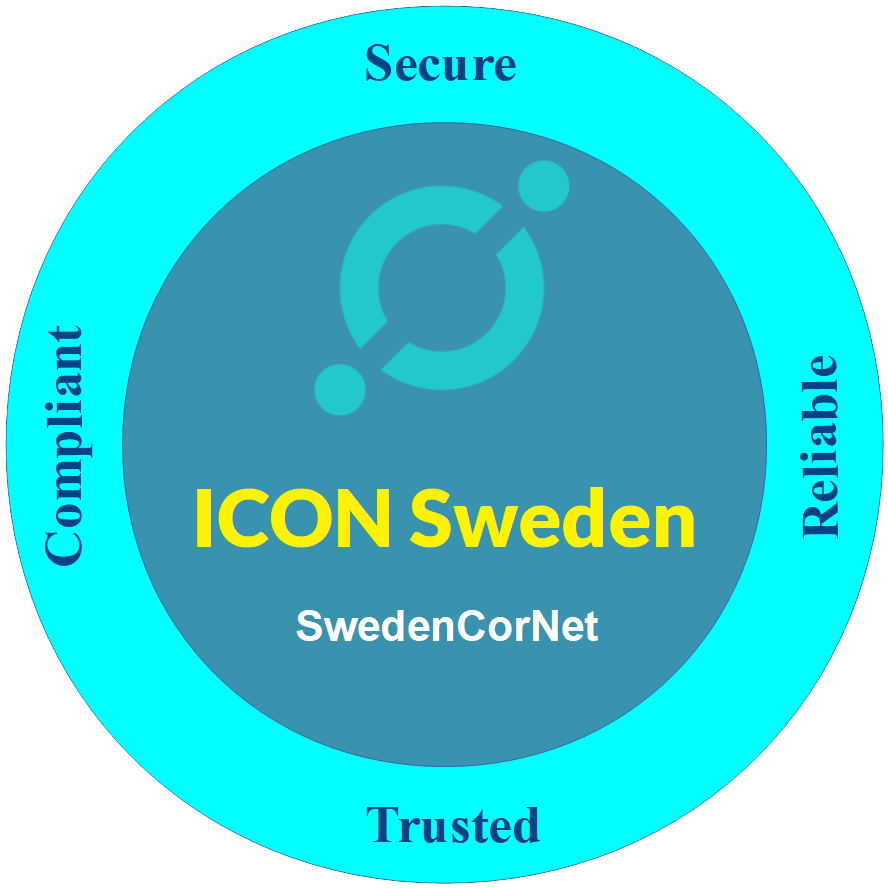 Secure
Compliant
Reliable
ICON Sweden
SwedenCorNet
Trusted